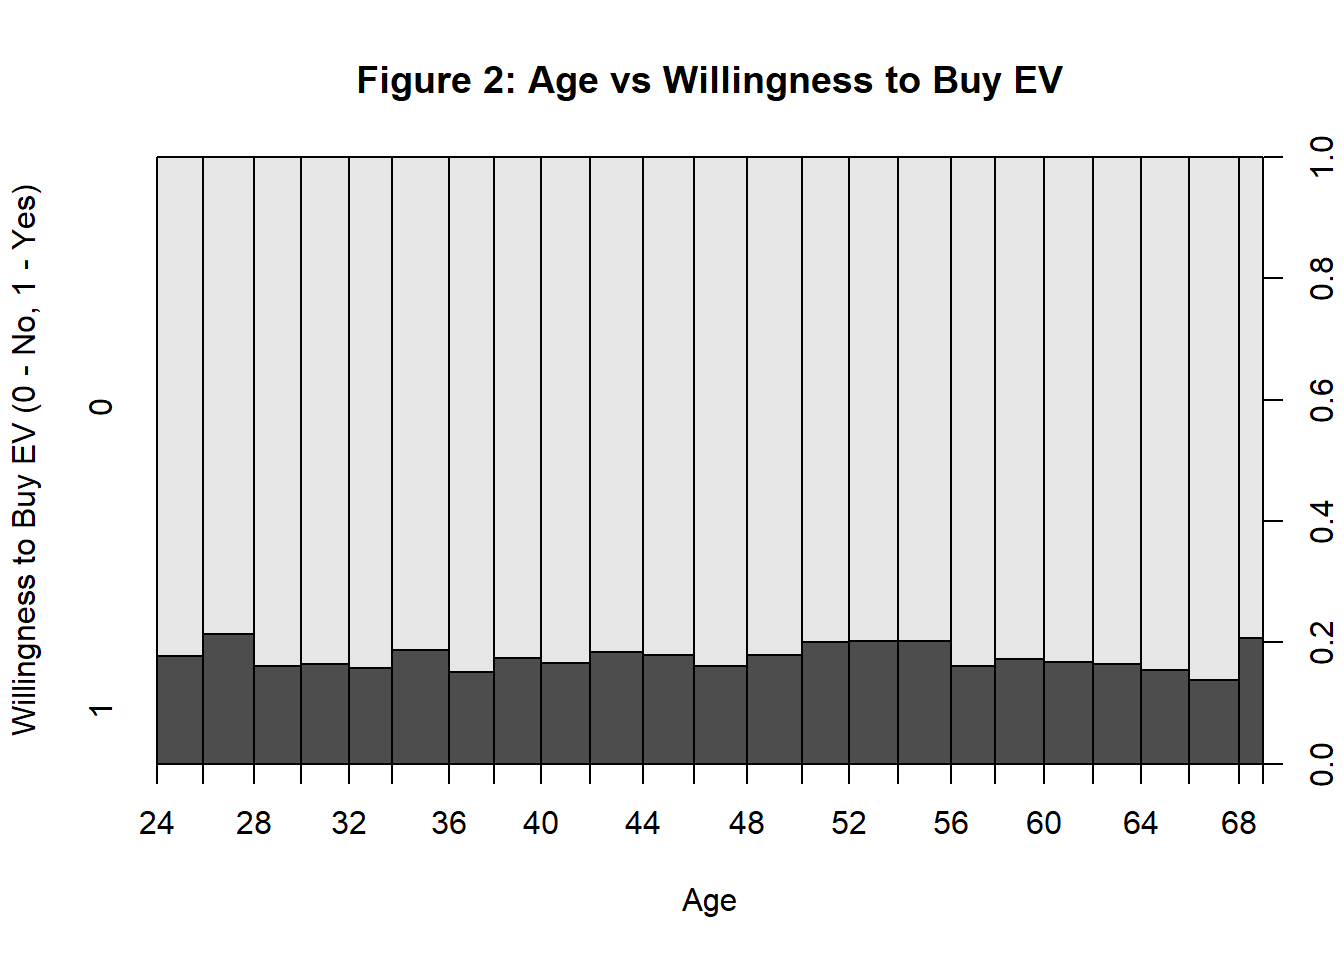 Figure 2: Age vs Willingness to Buy EV
Willingness to Buy EV (0 - No, 1 - Yes)
0
1
1.0
0.8
0.6
0.4
0.2
0.0
24 28 32 36 40 44 48 52 56 60 64 68
Age